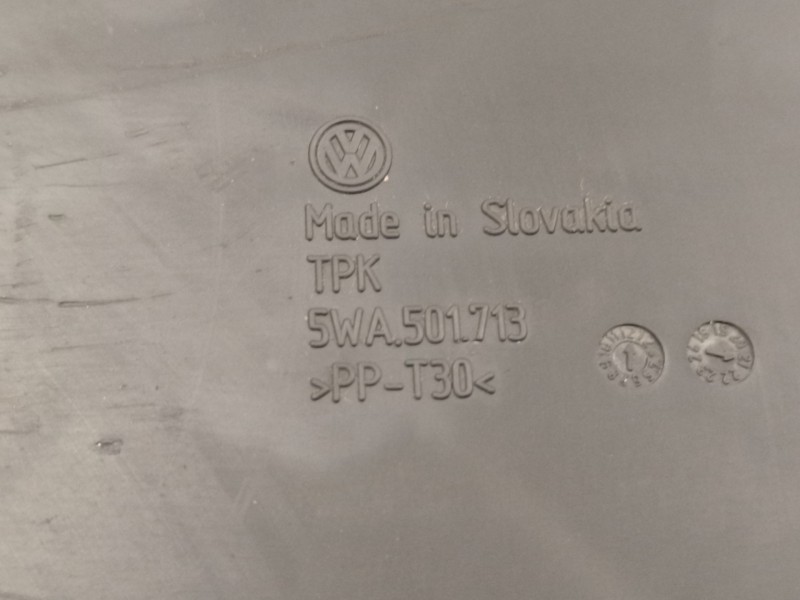 Made in Slovakia
TPK
5WA.501.713
>PP-T30<